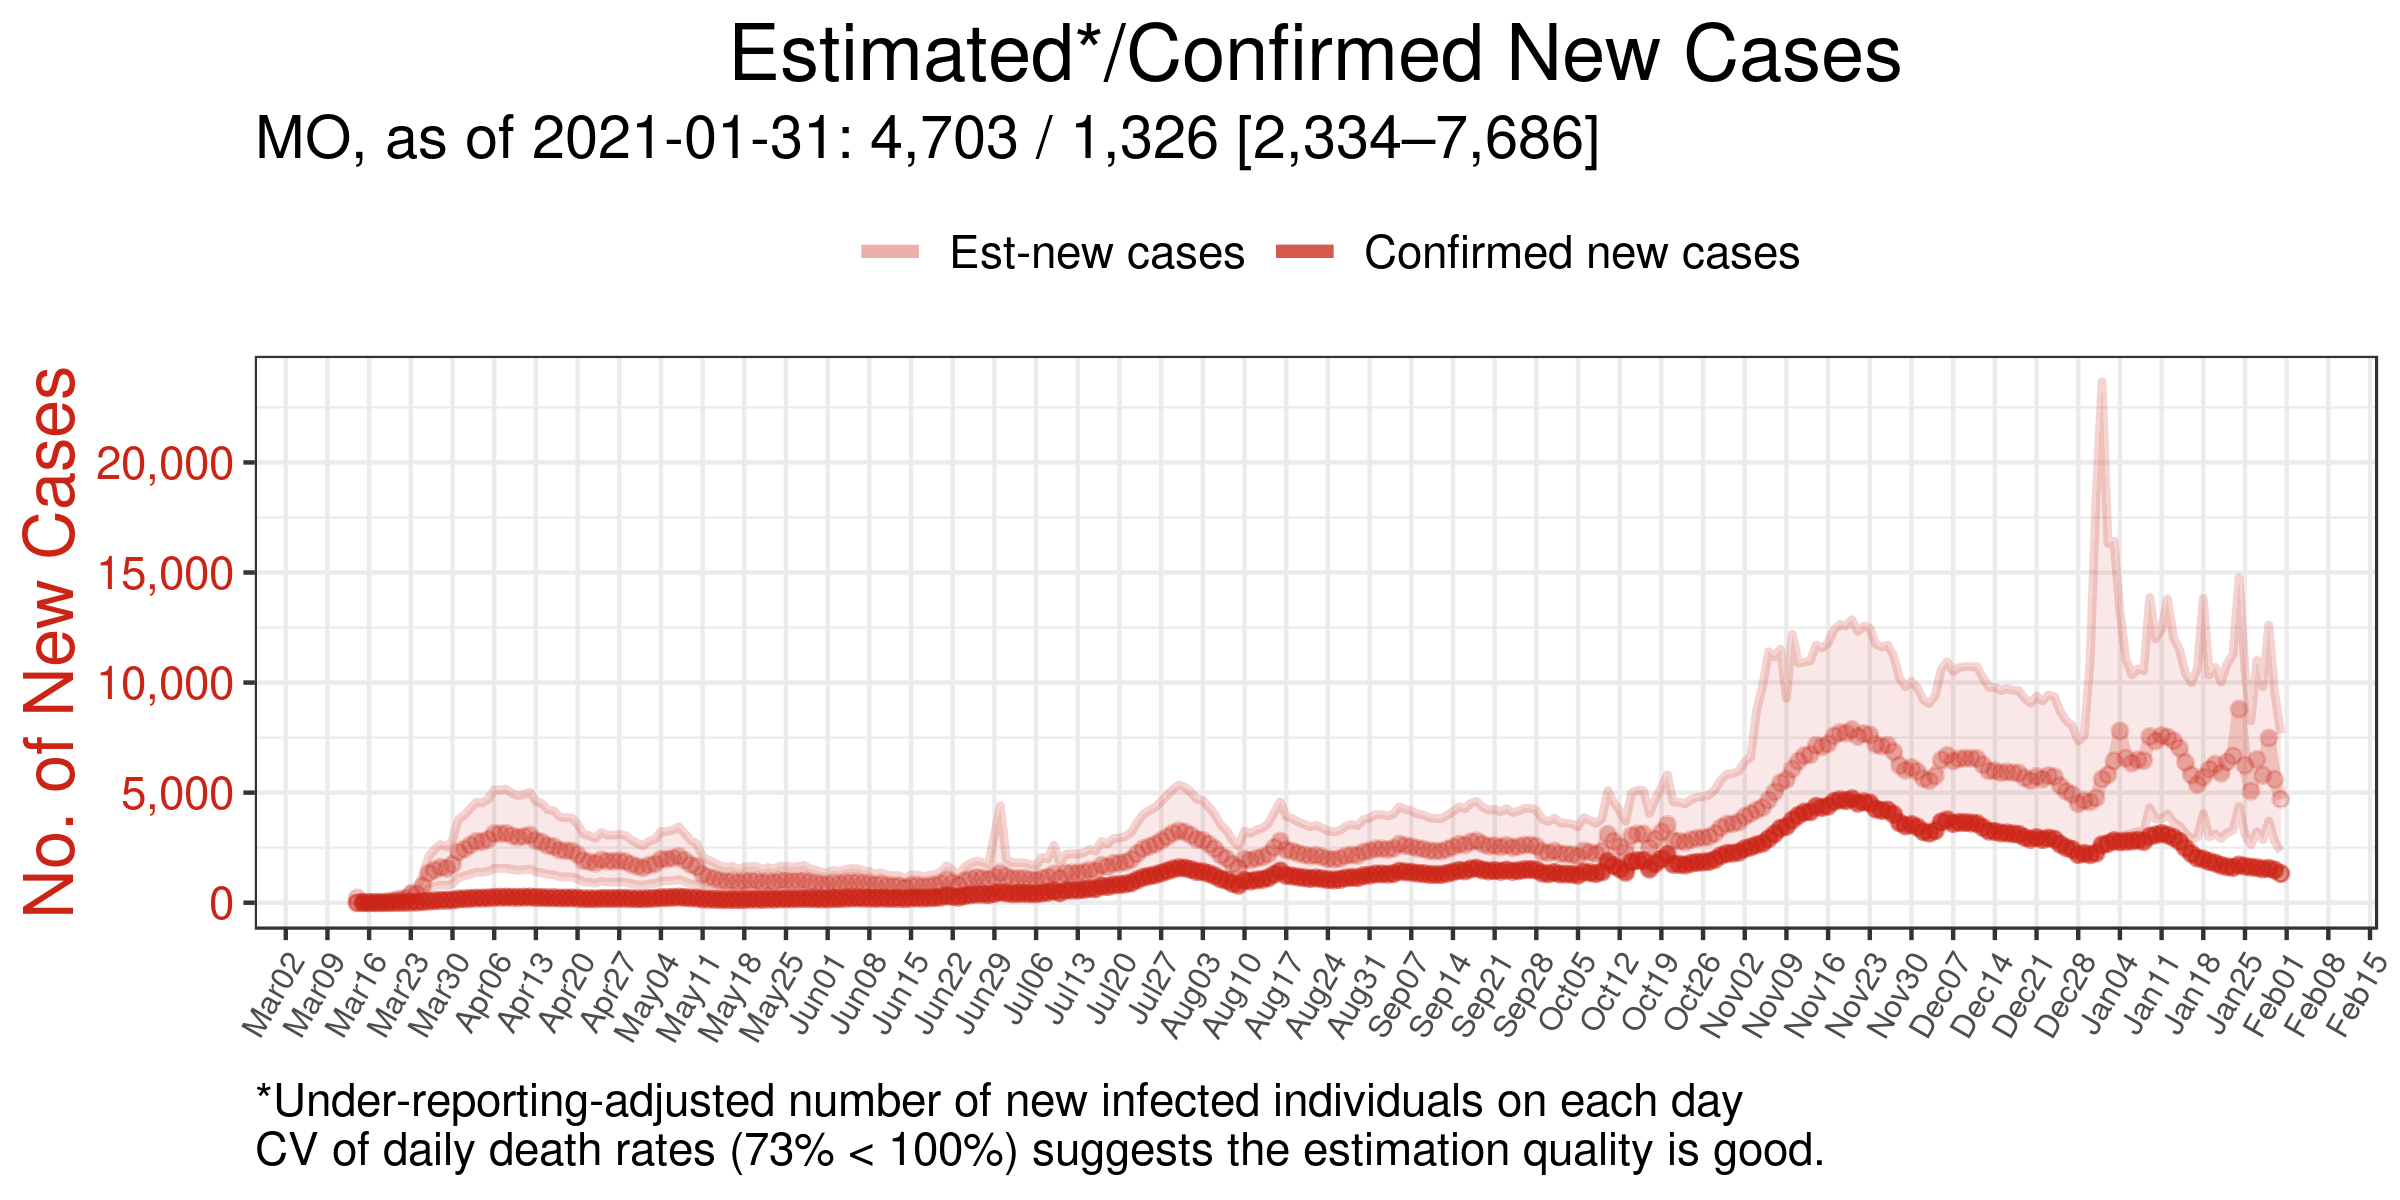 Estimated*/Confirmed New Cases
MO, as of 2021-01-31: 4,703 / 1,326 [2,334–7,686]
Est-new cases
Confirmed new cases
No. of New Cases
20,000
15,000
10,000
5,000
0
Mar02
Mar09
Mar16
Mar23
Mar30
Apr06
Apr13
Apr20
Apr27
May04
May11
May18
May25
Jun01
Jun08
Jun15
Jun22
Jun29
Jul06
Jul13
Jul20
Jul27
Aug03
Aug10
Aug17
Aug24
Aug31
Sep07
Sep14
Sep21
Sep28
Oct05
Oct12
Oct19
Oct26
Nov02
Nov09
Nov16
Nov23
Nov30
Dec07
Dec14
Dec21
Dec28
Jan04
Jan11
Jan18
Jan25
Feb01
Feb08
Feb15
*Under-reporting-adjusted number of new infected individuals on each day
CV of daily death rates (73% < 100%) suggests the estimation quality is good.